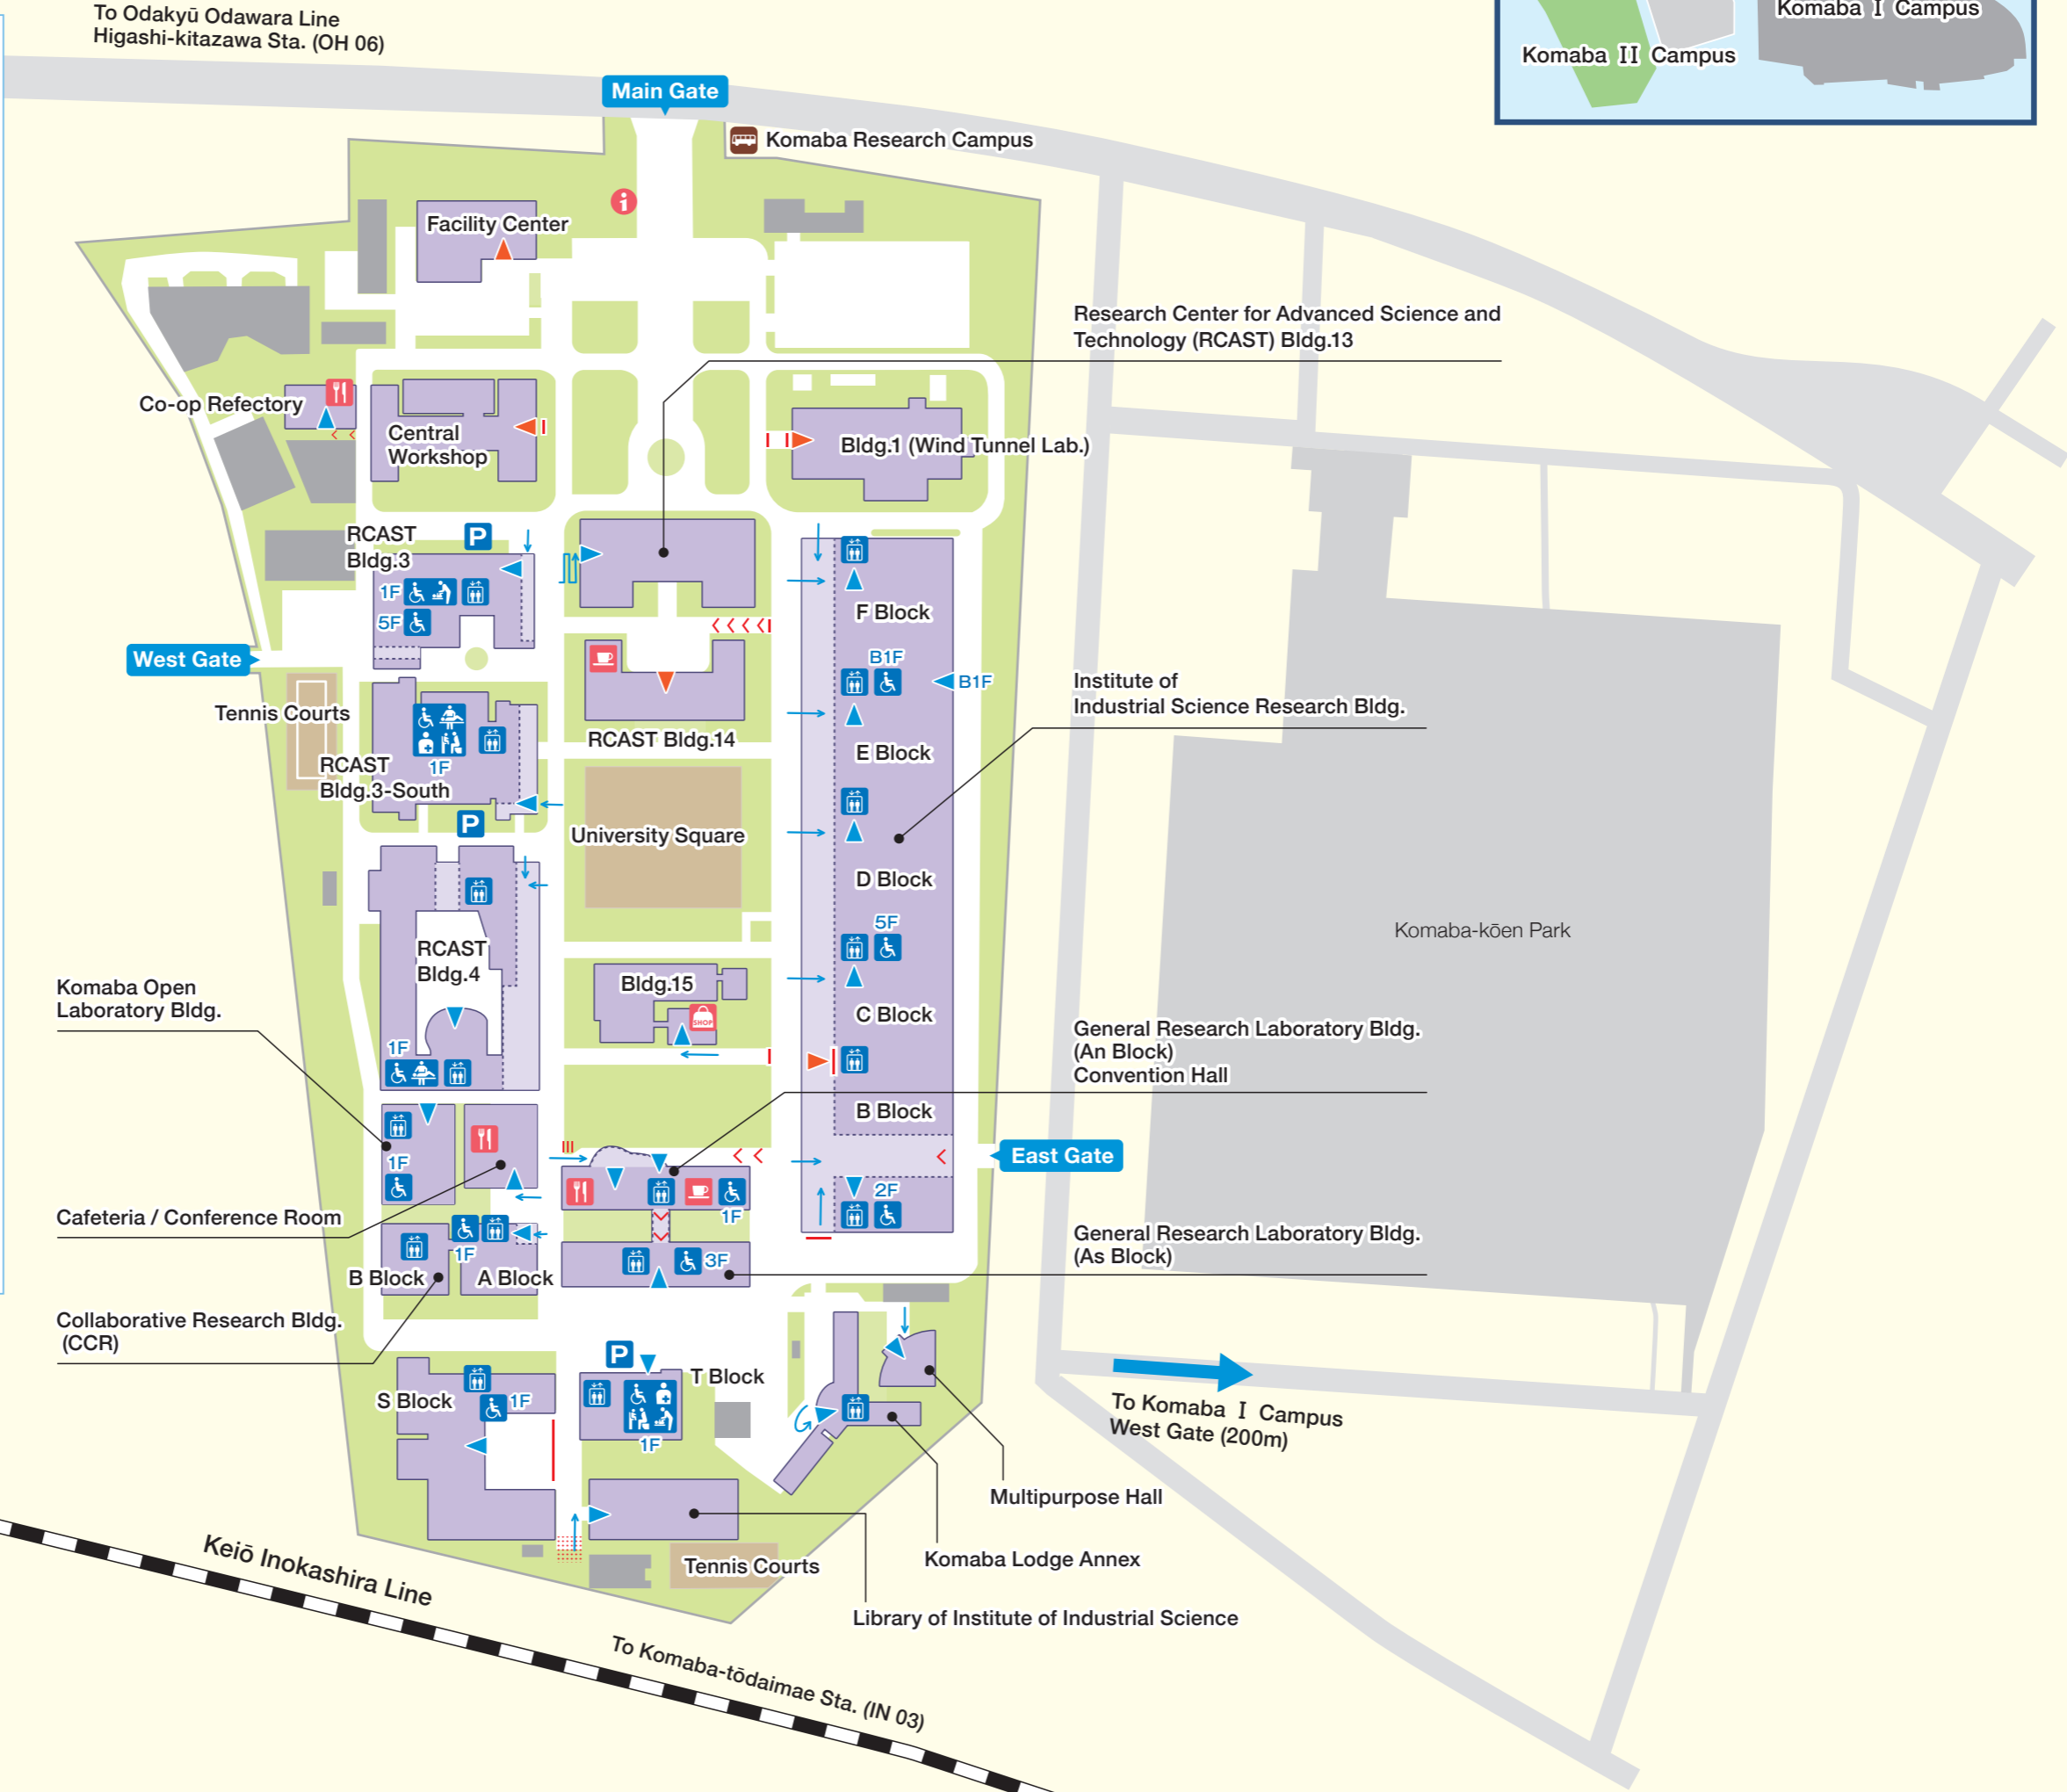 To Odakyū Odawara Line
Higashi-kitazawa Sta. (OH 06)
Komaba I Campus
Komaba II Campus
Main Gate
Komaba Research Campus
i
Facility Center
Research Center for Advanced Science and
Technology (RCAST) Bldg.13
Co-op Refectory
Central
Workshop
Bldg.1 (Wind Tunnel Lab.)
RCAST
Bldg.3
P
1F
5F
F Block
West Gate
B1F
B1F
Tennis Courts
Institute of
Industrial Science Research Bldg.
RCAST Bldg.14
E Block
RCAST
Bldg.3-South
1F
P
University Square
D Block
5F
Komaba-kōen Park
RCAST
Bldg.4
Bldg.15
SHOP
Komaba Open
Laboratory Bldg.
C Block
General Research Laboratory Bldg.
(An Block)
Convention Hall
1F
B Block
East Gate
1F
2F
1F
Cafeteria / Conference Room
1F
3F
General Research Laboratory Bldg.
(As Block)
B Block
A Block
Collaborative Research Bldg.
(CCR)
P
T Block
S Block
1F
1F
To Komaba I Campus
West Gate (200m)
Multipurpose Hall
Komaba Lodge Annex
Tennis Courts
Library of Institute of Industrial Science
Keiō Inokashira Line
To Komaba-tōdaimae Sta. (IN 03)